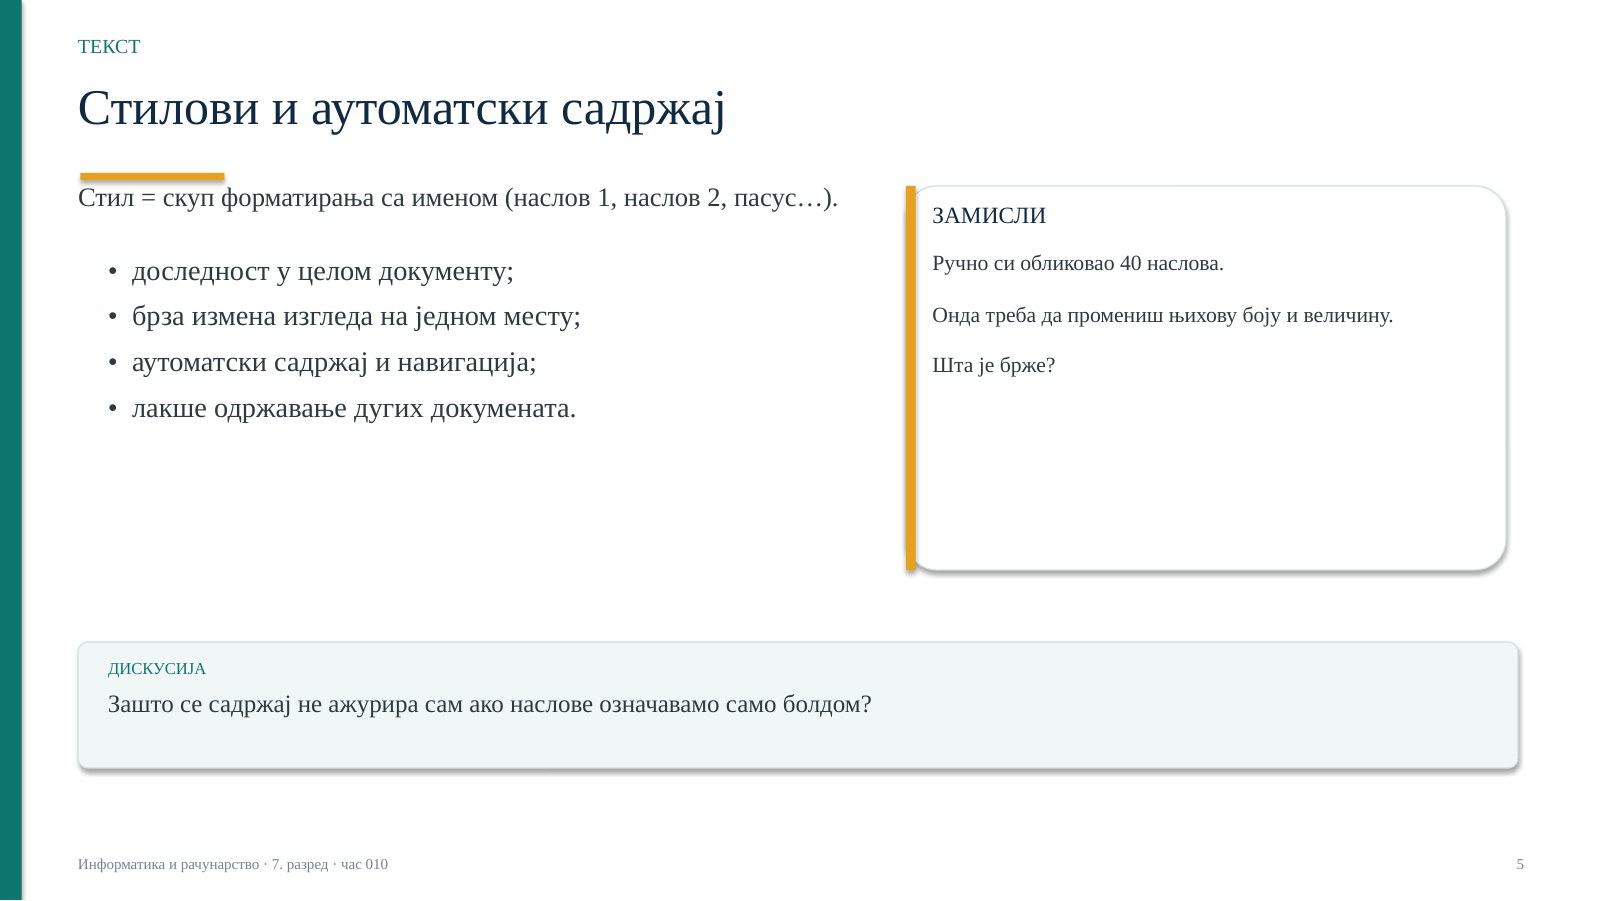 ТЕКСТ
Стилови и аутоматски садржај
Стил = скуп форматирања са именом (наслов 1, наслов 2, пасус…).
• доследност у целом документу;
• брза измена изгледа на једном месту;
• аутоматски садржај и навигација;
• лакше одржавање дугих докумената.
ЗАМИСЛИ
Ручно си обликовао 40 наслова.
Онда треба да промениш њихову боју и величину.
Шта је брже?
ДИСКУСИЈА
Зашто се садржај не ажурира сам ако наслове означавамо само болдом?
Информатика и рачунарство · 7. разред · час 010
5